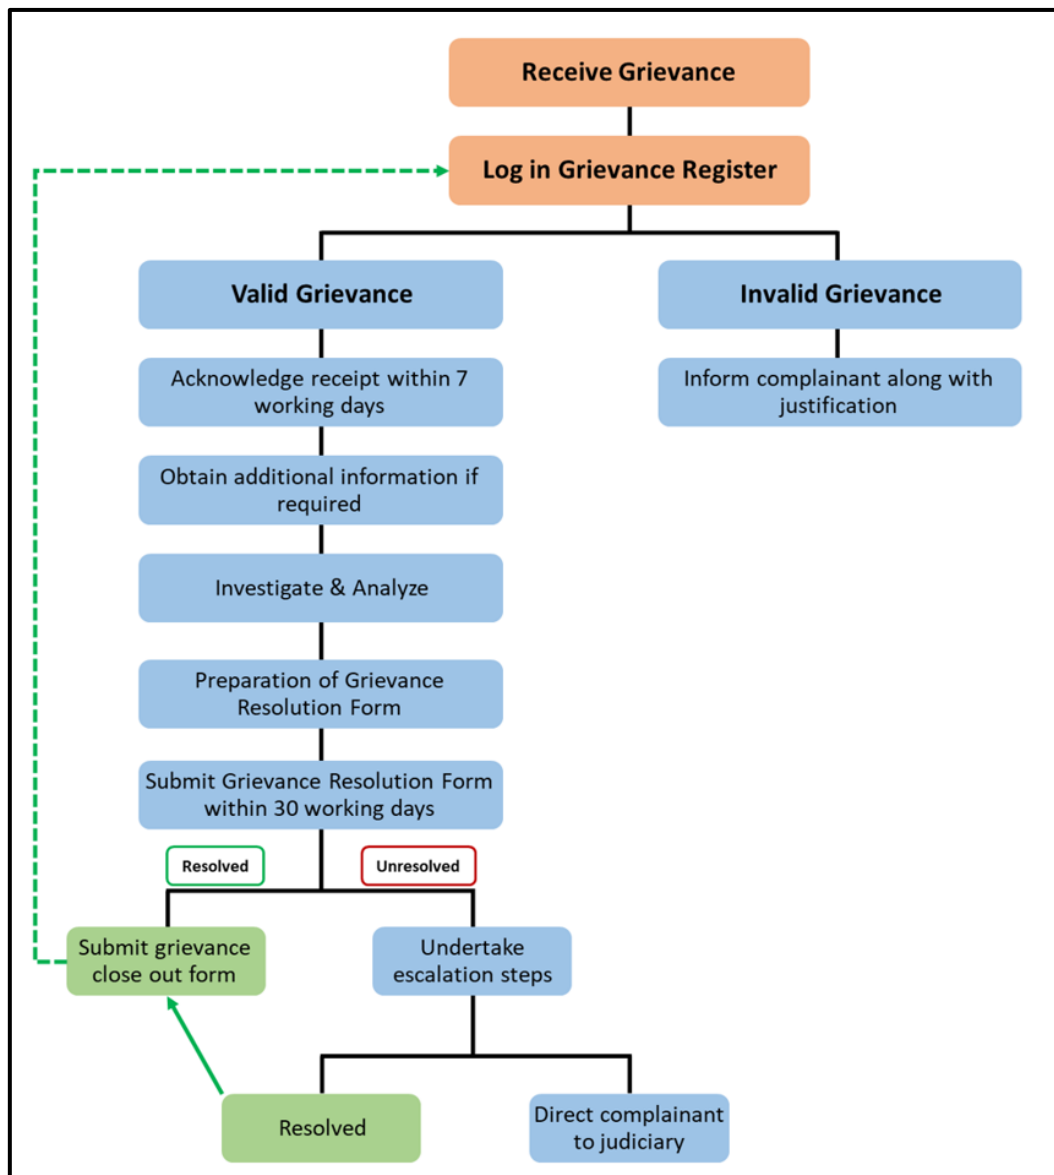 Receive Grievance
Log in Grievance Register
Valid Grievance
Invalid Grievance
Acknowledge receipt within 7
working days
Inform complainant along with
justification
Obtain additional information if
required
Investigate & Analyze
Preparation of Grievance
Resolution Form
Submit Grievance Resolution Form
within 30 working days
Resolved
Unresolved
Submit grievance
close out form
Undertake
escalation steps
Resolved
Direct complainant
to judiciary